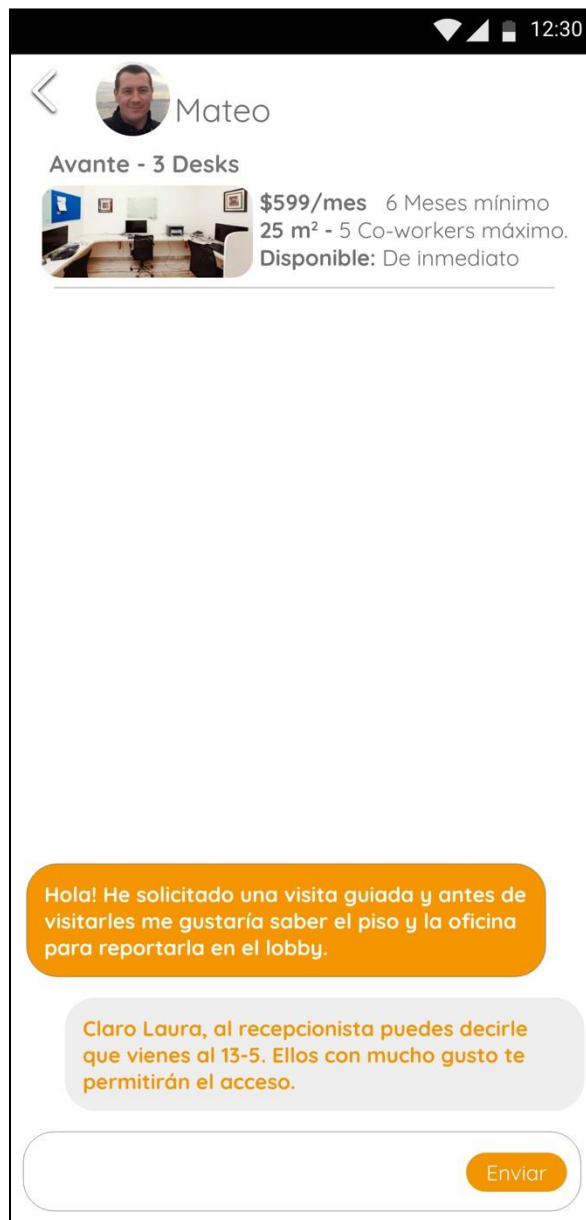 12:30
Mateo
Avante - 3 Desks
$599/mes 6 Meses mínimo
25 m² - 5 Co-workers máximo.
Disponible: De inmediato
Hola! He solicitado una visita guiada y antes de
visitarles me gustaría saber el piso y la oficina
para reportarla en el lobby.
Claro Laura, al recepcionista puedes decirle
que vienes al 13-5. Ellos con mucho gusto te
permitirán el acceso.
Enviar